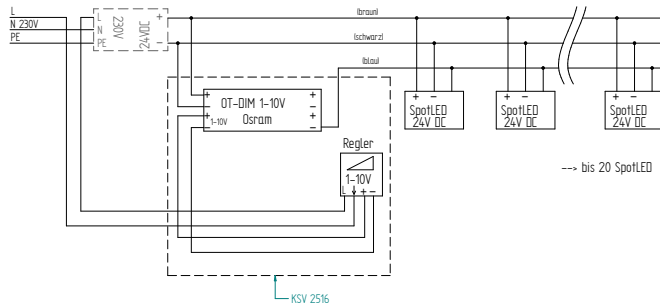 L
N 230V
PE
L
N
PE
230V
24VDC
+
-
(braun)
(schwarz)
(blau)
+ OT-DIM 1-10V +
- Osram -
+ 1-10V +
- -
+ -
SpotLED
24V DC
+ -
SpotLED
24V DC
+ -
SpotLED
24V DC
Regler
1-10V
L + -
--> bis 20 SpotLED
KSV 2516